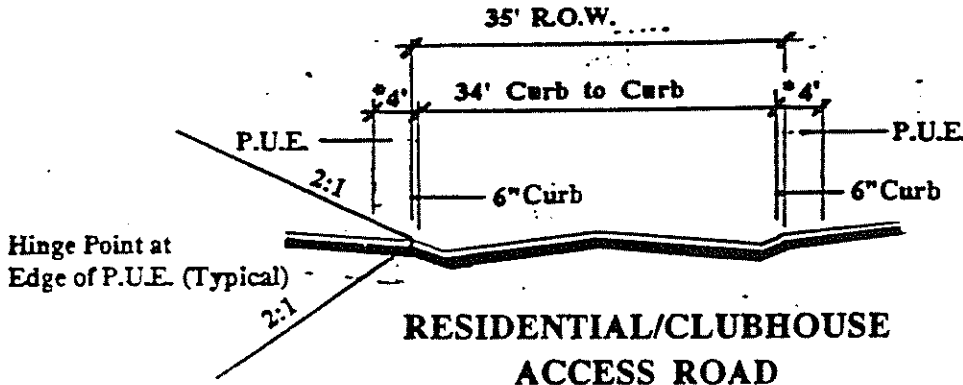 35' R.O.W.
*4' 34' Curb to Curb *4'
P.U.E. P.U.E.
2:1
6" Curb 6" Curb
Hinge Point at
Edge of P.U.E. (Typical)
2:1
RESIDENTIAL/CLUBHOUSE
ACCESS ROAD